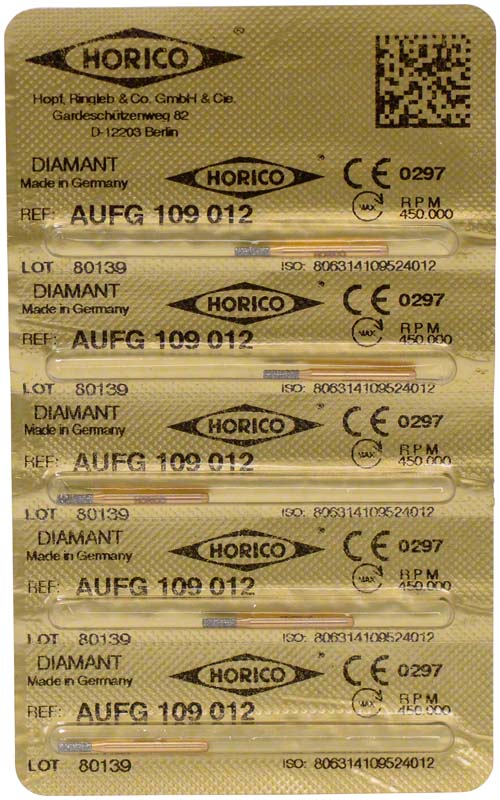 HORICO ®
Hopf, Ringleb & Co. GmbH & Cie.
Gardeschützenweg 82
D-12203 Berlin
DIAMANT
Made in Germany
HORICO ®
CE 0297
REF: AUFG 109 012
MAX
RPM
450.000
HORICO
LOT 80139 ISO: 806314109524012
DIAMANT
Made in Germany
HORICO ®
CE 0297
REF: AUFG 109 012
MAX
RPM
450.000
LOT 80139 ISO: 806314109524012
DIAMANT
Made in Germany
HORICO ®
CE 0297
REF: AUFG 109 012
MAX
RPM
450.000
HORICO
LOT 80139 ISO: 806314109524012
DIAMANT
Made in Germany
HORICO ®
CE 0297
REF: AUFG 109 012
MAX
RPM
450.000
LOT 80139 ISO: 806314109524012
DIAMANT
Made in Germany
HORICO ®
CE 0297
REF: AUFG 109 012
MAX
RPM
450.000
LOT 80139 ISO: 806314109524012